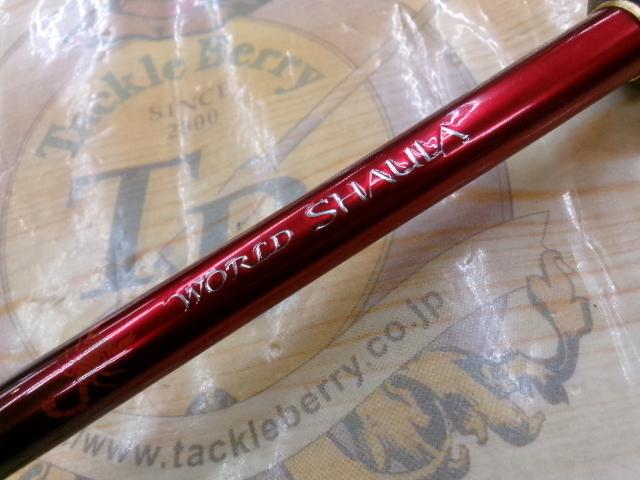 Tackle Berry
SINCE
2000
TB
WORLD SHAULA
www.tackleberry.co.jp